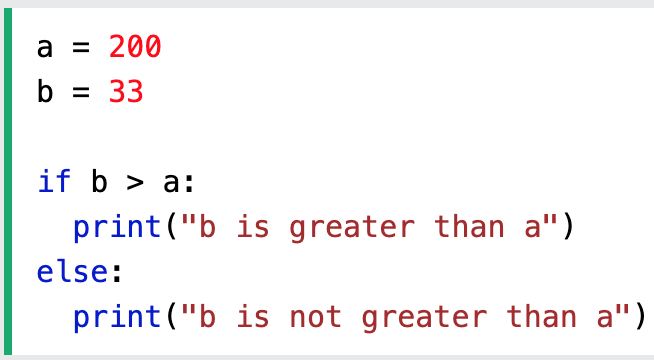 a = 200
b = 33

if b > a:
  print("b is greater than a")
else:
  print("b is not greater than a")